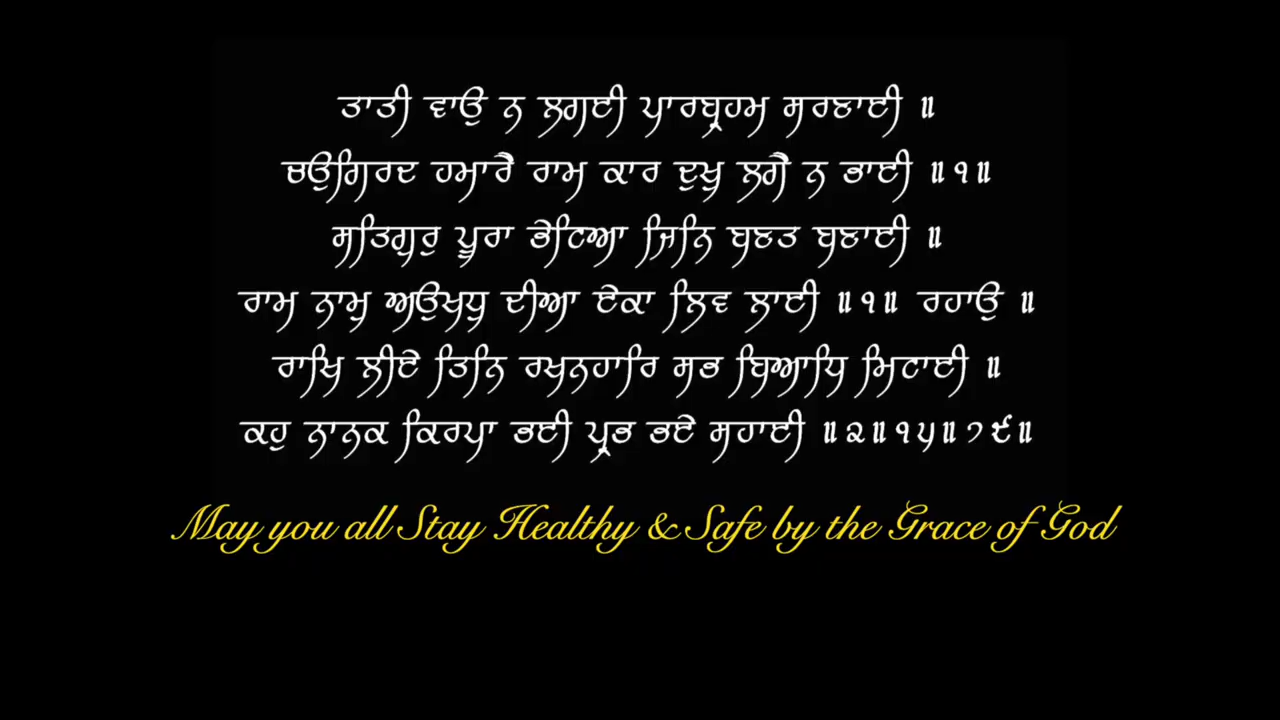 ਤਾਤੀ ਵਾਉ ਨ ਲਗਈ ਪਾਰਬ੍ਰਹਮ ਸਰਣਾਈ ॥
ਚਉਗਿਰਦ ਹਮਾਰੈ ਰਾਮ ਕਾਰ ਦੁਖੁ ਲਗੈ ਨ ਭਾਈ ॥੧॥
ਸਤਿਗੁਰੁ ਪੂਰਾ ਭੇਟਿਆ ਜਿਨਿ ਬਣਤ ਬਣਾਈ ॥
ਰਾਮ ਨਾਮੁ ਅਉਖਧੁ ਦੀਆ ਏਕਾ ਲਿਵ ਲਾਈ ॥੧॥ ਰਹਾਉ ॥
ਰਾਖਿ ਲੀਏ ਤਿਨਿ ਰਖਨਹਾਰਿ ਸਭ ਬਿਆਧਿ ਮਿਟਾਈ ॥
ਕਹੁ ਨਾਨਕ ਕਿਰਪਾ ਭਈ ਪ੍ਰਭ ਭਏ ਸਹਾਈ ॥੨॥੧੫॥੭੯॥
May you all Stay Healthy & Safe by the Grace of God